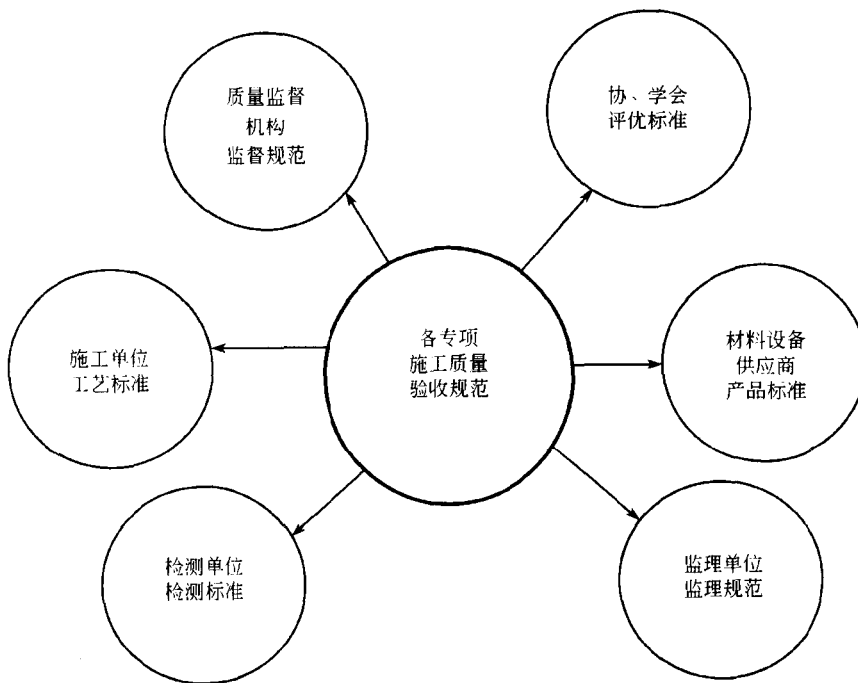 质量监督
机构
监督规范
协、学会
评优标准
各专项
施工质量
验收规范
施工单位
工艺标准
材料设备
供应商
产品标准
检测单位
检测标准
监理单位
监理规范